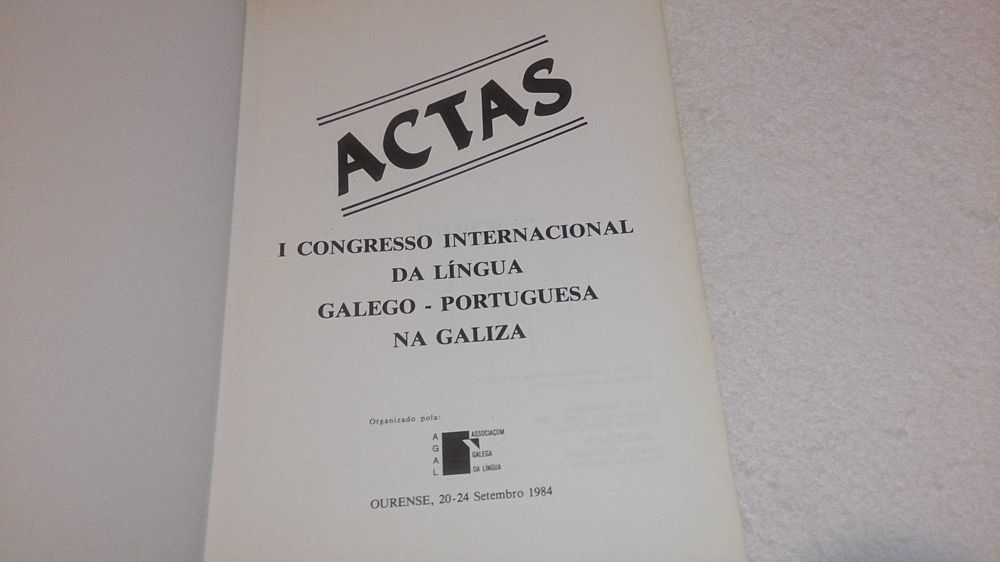 ACTAS
I CONGRESSO INTERNACIONAL
DA LÍNGUA
GALEGO - PORTUGUESA
NA GALIZA
Organizado pola:
AGAL
ASSOCIAÇOM
GALEGA
DA LÍNGUA
OURENSE, 20-24 Setembro 1984